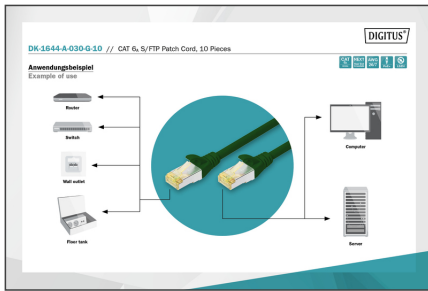 DIGITUS®
DK-1644-A-030-G-10 // CAT 6A S/FTP Patch Cord, 10 Pieces
Anwendungsbeispiel
Example of use
Router
Switch
Wall outlet
Floor tank
Computer
Server